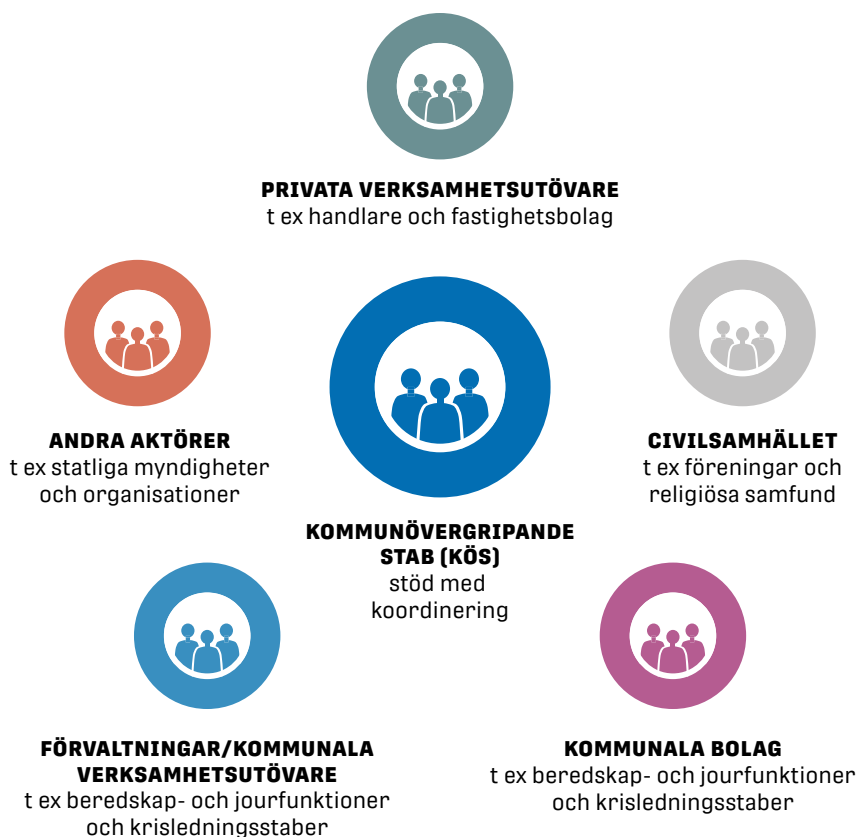 PRIVATA VERKSAMHETSUTÖVARE
t ex handlare och fastighetsbolag
ANDRA AKTÖRER
t ex statliga myndigheter
och organisationer
CIVILSAMHÄLLET
t ex föreningar och
religiösa samfund
KOMMUNÖVERGRIPANDE
STAB (KÖS)
stöd med
koordinering
FÖRVALTNINGAR/KOMMUNALA
VERKSAMHETSUTÖVARE
t ex beredskap- och jourfunktioner
och krisledningsstaber
KOMMUNALA BOLAG
t ex beredskap- och jourfunktioner
och krisledningsstaber